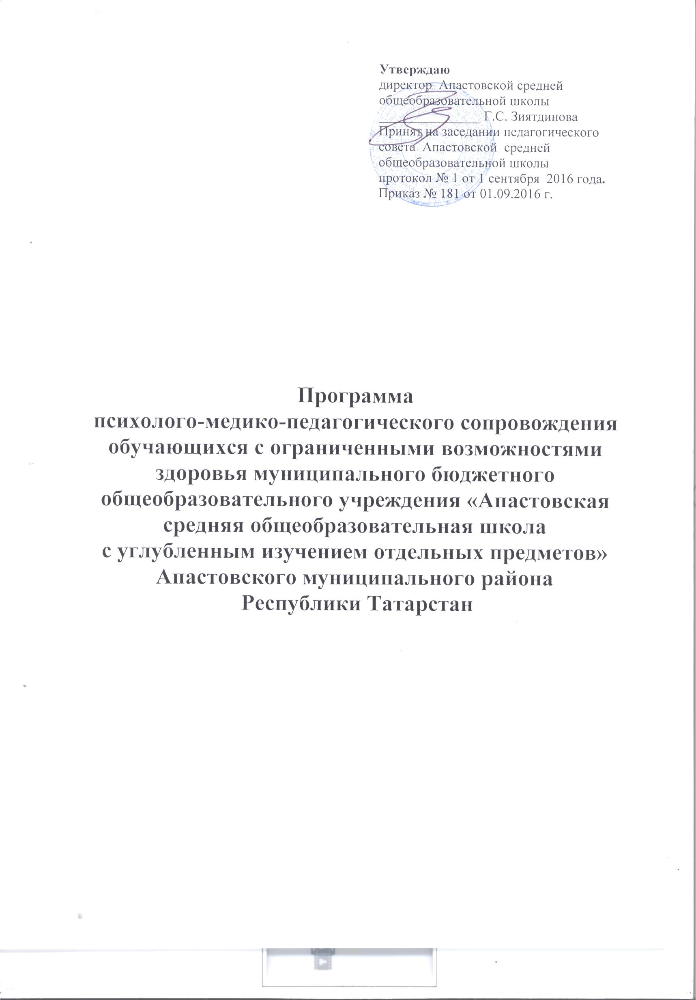 Утверждаю
директор Апастовской средней
общеобразовательной школы
________________ Г.С. Зиятдинова
Принят на заседании педагогического
совета Апастовской средней
общеобразовательной школы
протокол № 1 от 1 сентября 2016 года.
Приказ № 181 от 01.09.2016 г.
Программа
психолого-медико-педагогического сопровождения
обучающихся с ограниченными возможностями
здоровья муниципального бюджетного
общеобразовательного учреждения «Апастовская
средняя общеобразовательная школа
с углубленным изучением отдельных предметов»
Апастовского муниципального района
Республики Татарстан